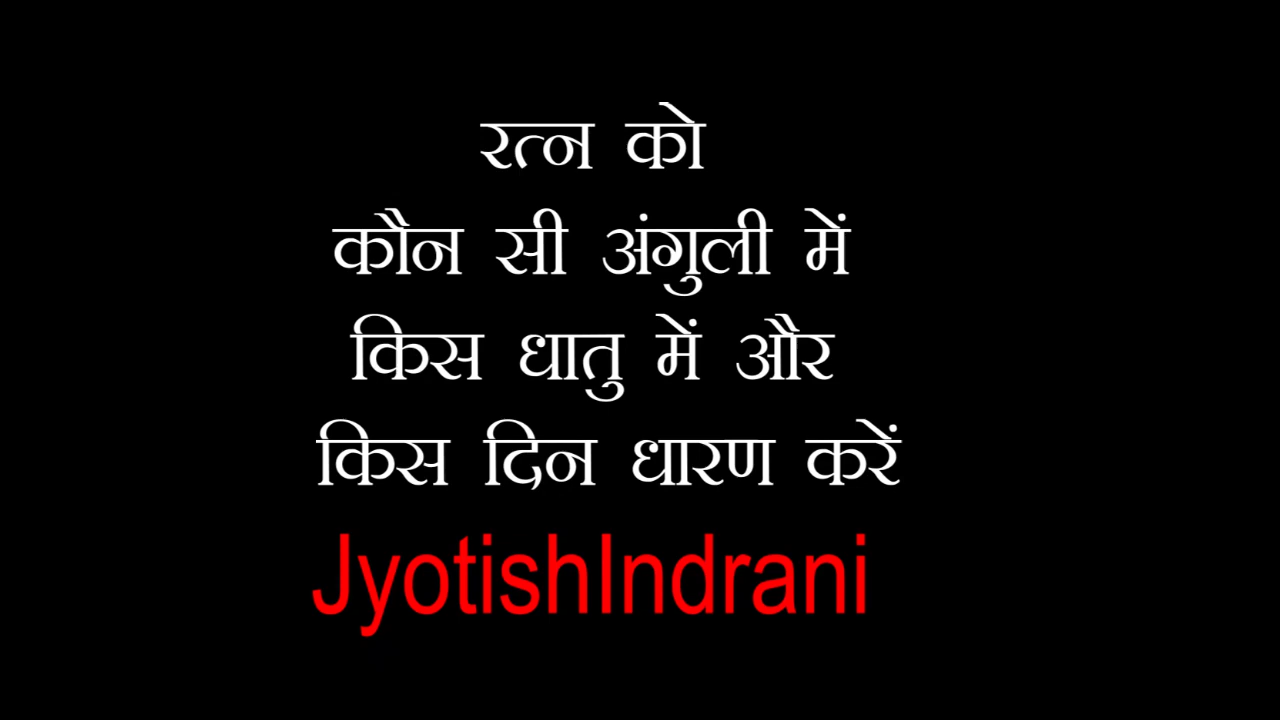 रत्न को
कौन सी अंगुली में
किस धातु में और
किस दिन धारण करें
JyotishIndrani